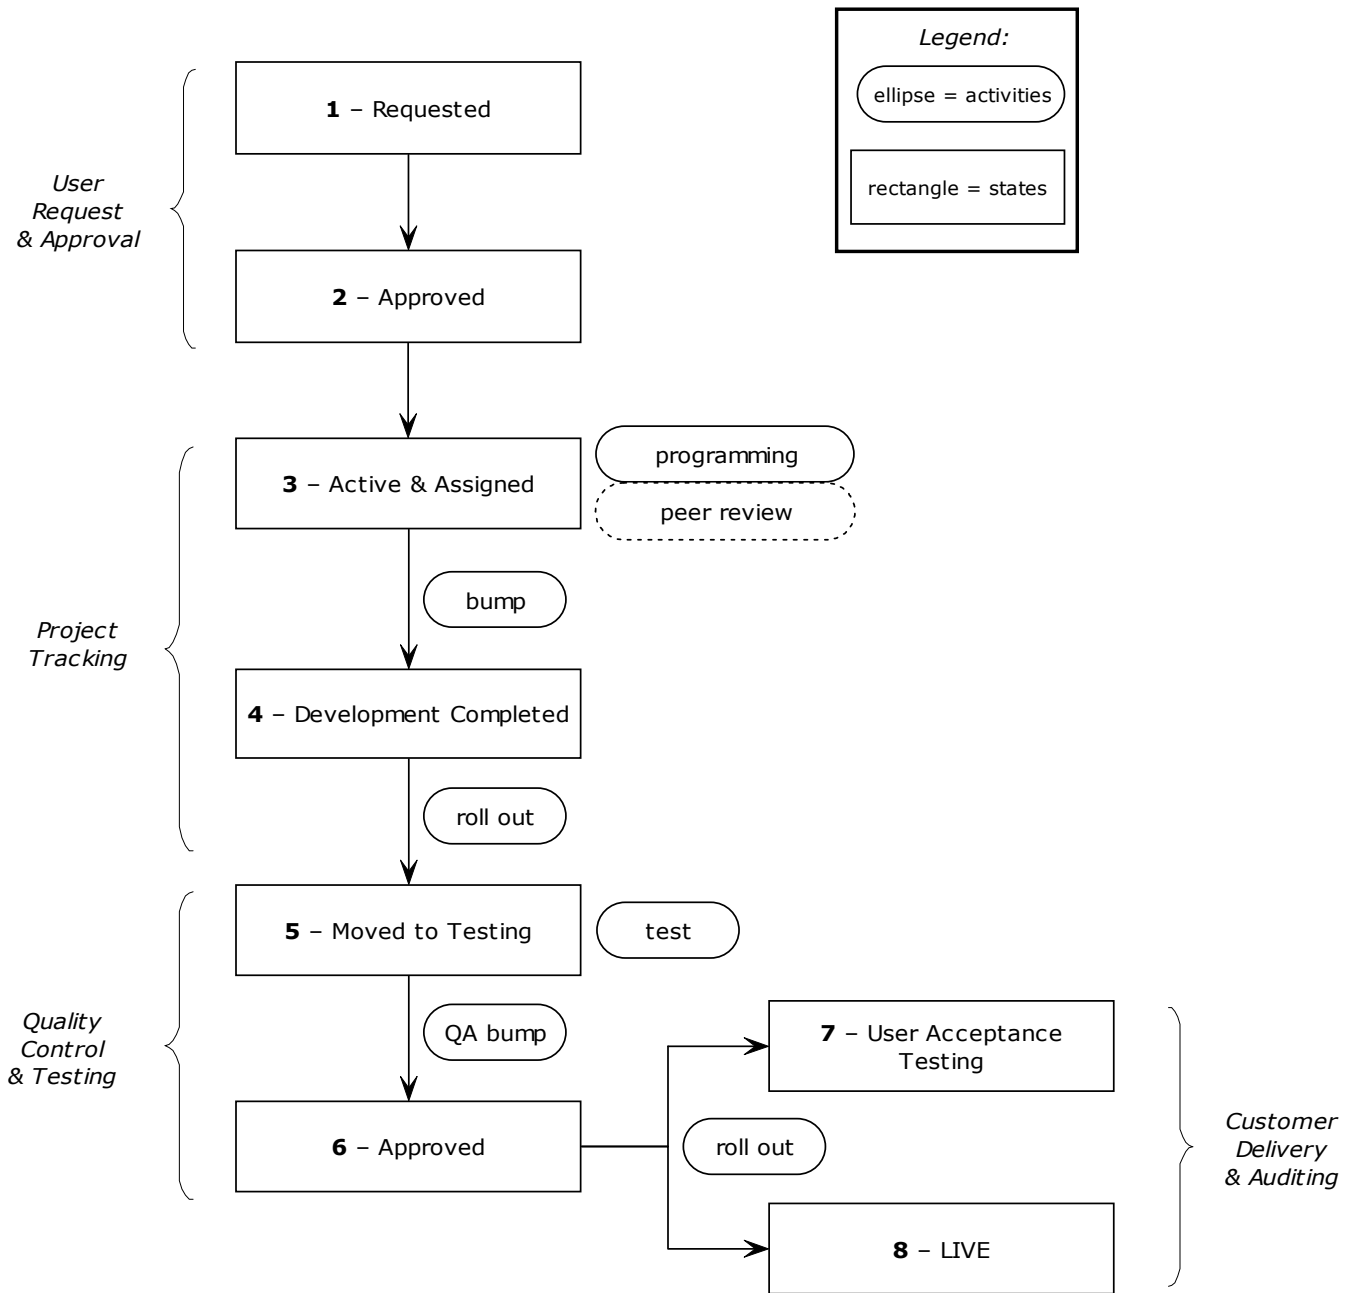 Legend:
ellipse = activities
rectangle = states
1 – Requested
User
Request
& Approval
2 – Approved
3 – Active & Assigned
programming
peer review
bump
Project
Tracking
4 – Development Completed
roll out
5 – Moved to Testing
test
QA bump
Quality
Control
& Testing
6 – Approved
roll out
7 – User Acceptance
Testing
8 – LIVE
Customer
Delivery
& Auditing